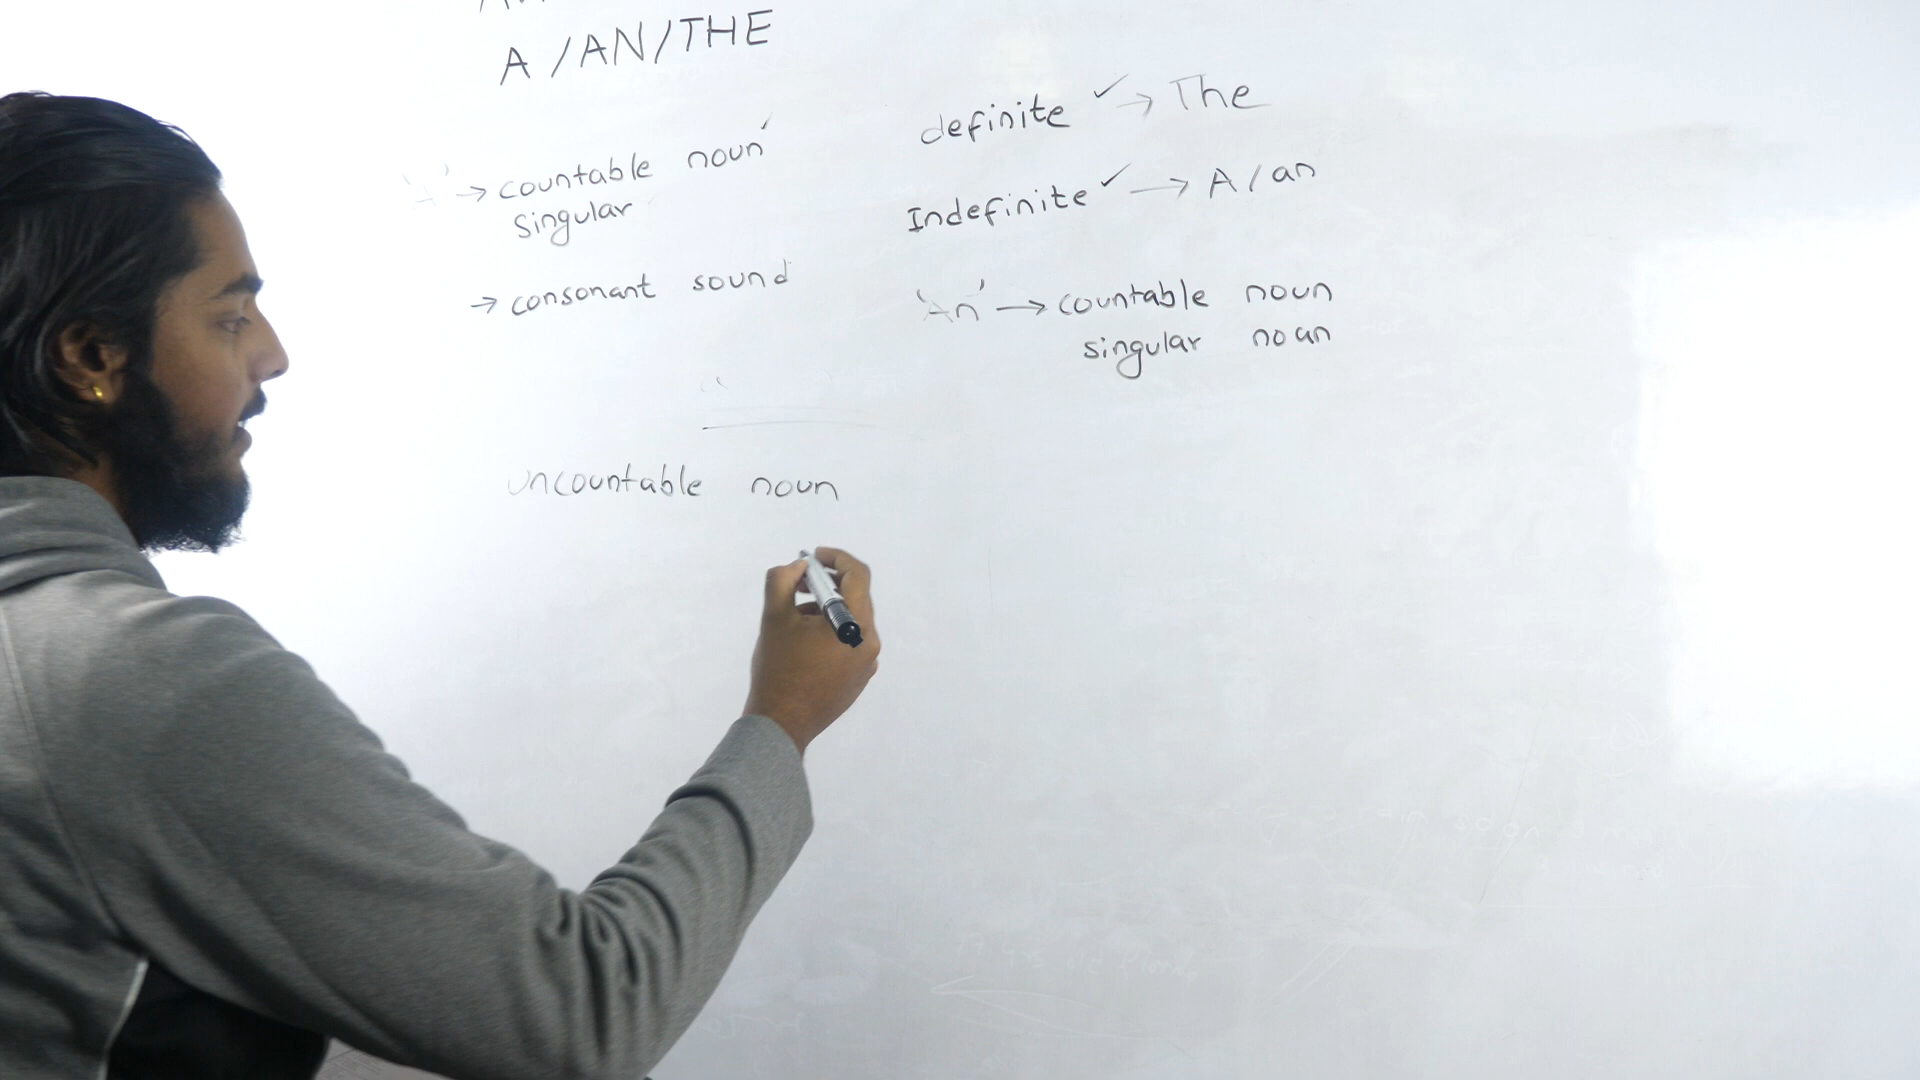 A/AN/THE
'A' → countable noun ✓
singular
→ consonant sound
definite ✓ → The
Indefinite ✓ → A/an
'An' → countable noun
singular noun
uncountable noun